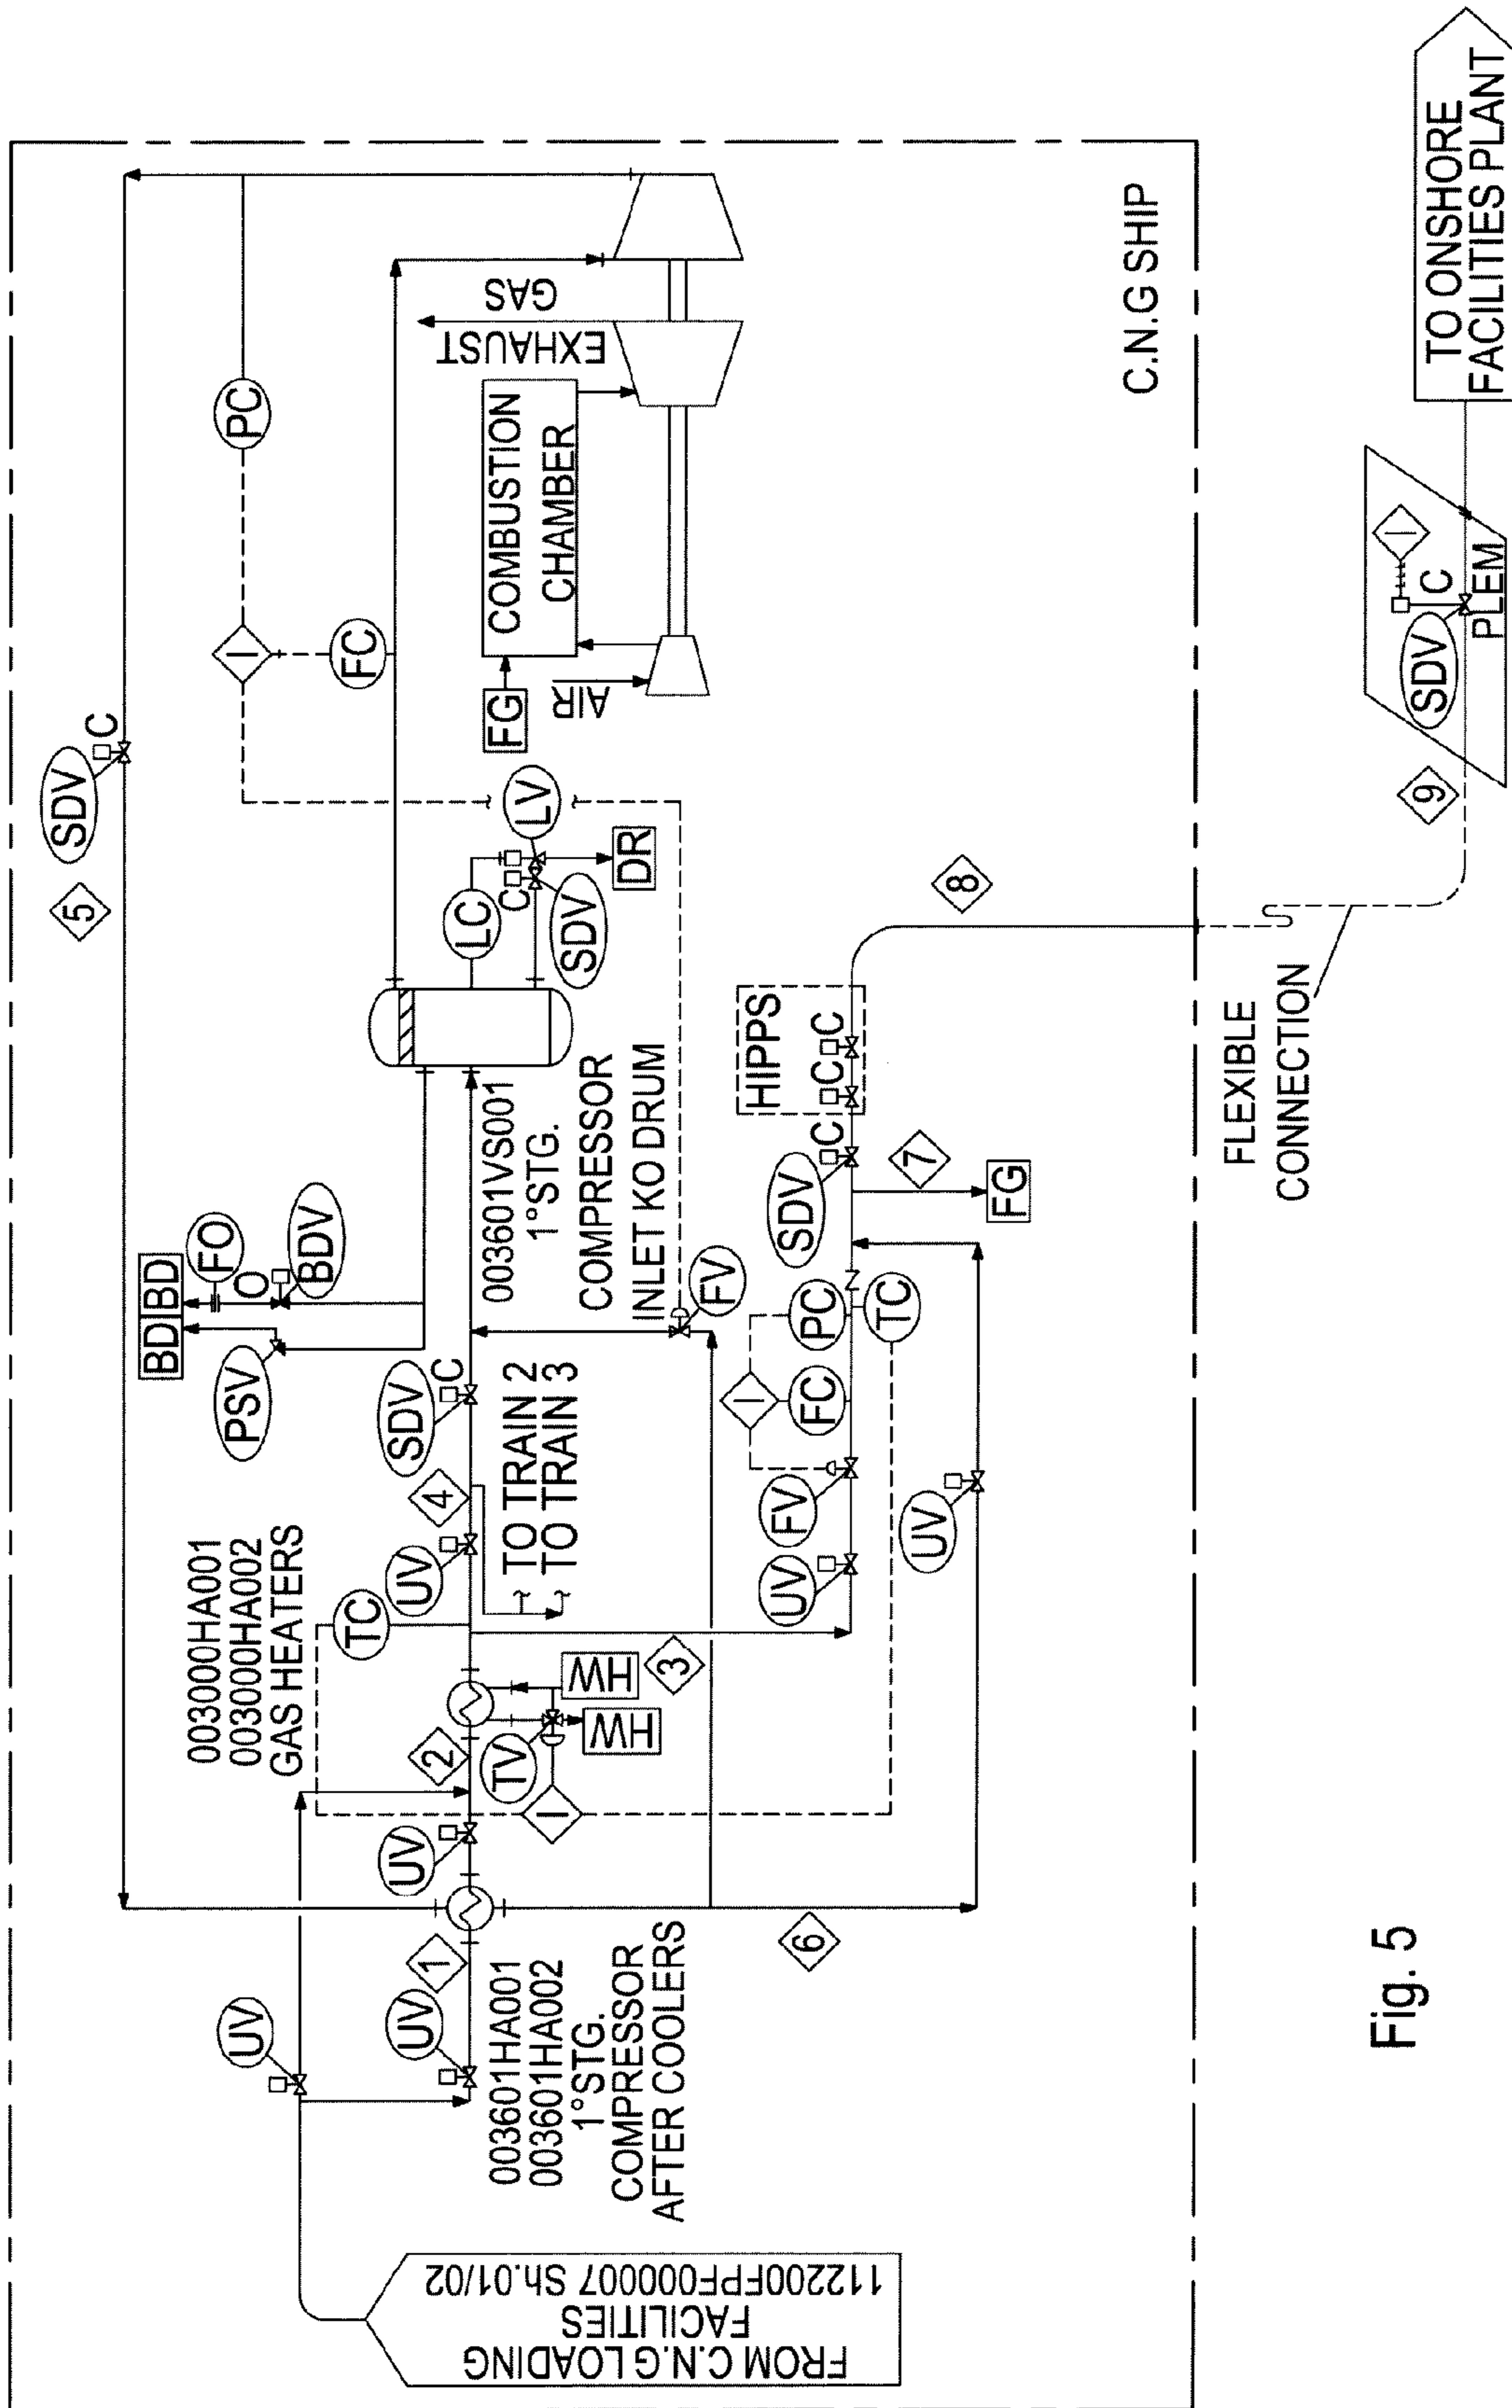 FROM C.N.G LOADING
FACILITIES
112200FPF000007 Sh.01/02
UV
UV
1
003601HA001
003601HA002
1°STG.
COMPRESSOR
AFTER COOLERS
UV
2
003000HA001
003000HA002
GAS HEATERS
TC
TV
I
HW
HW
3
6
UV
4
TO TRAIN 2
TO TRAIN 3
SDV
C
PSV
BD
BD
FO
O
BDV
003601VS001
1°STG.
COMPRESSOR
INLET KO DRUM
FV
LC
C
SDV
LV
DR
5
SDV
C
I
FC
PC
FG
AIR
COMBUSTION
CHAMBER
EXHAUST
GAS
UV
FV
I
FC
PC
TC
UV
SDV
C
7
FG
HIPPS
C
C
8
C.N.G SHIP
FLEXIBLE
CONNECTION
9
SDV
C
I
PLEM
TO ONSHORE
FACILITIES PLANT
Fig. 5